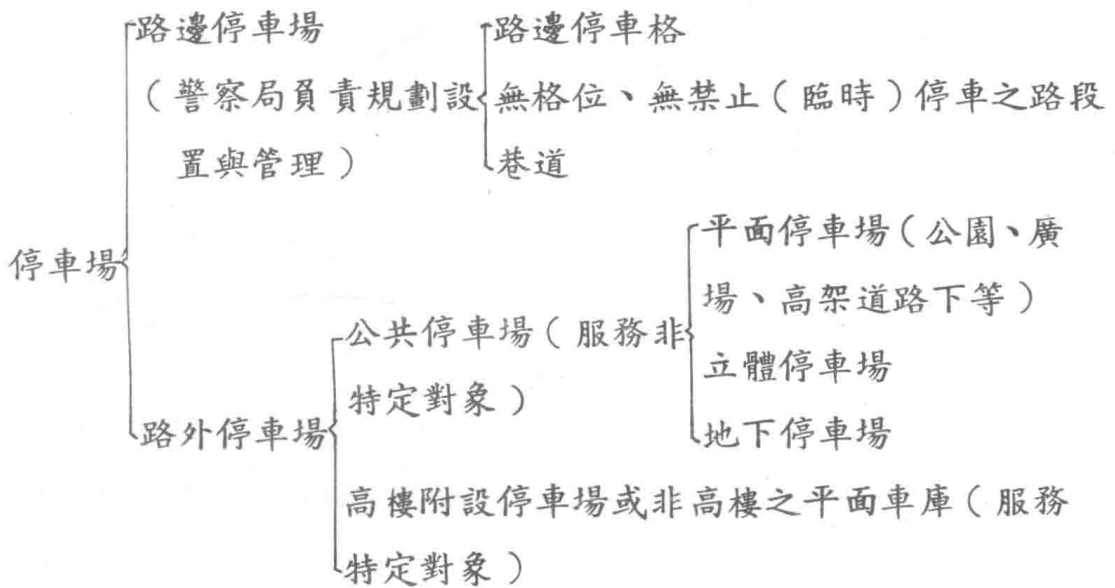 路邊停車場
（警察局負責規劃設
置與管理）
路邊停車格
無格位、無禁止（臨時）停車之路段
巷道
停車場
路外停車場
公共停車場（服務非
特定對象）
平面停車場（公園、廣
場、高架道路下等）
立體停車場
地下停車場
高樓附設停車場或非高樓之平面車庫（服務
特定對象）